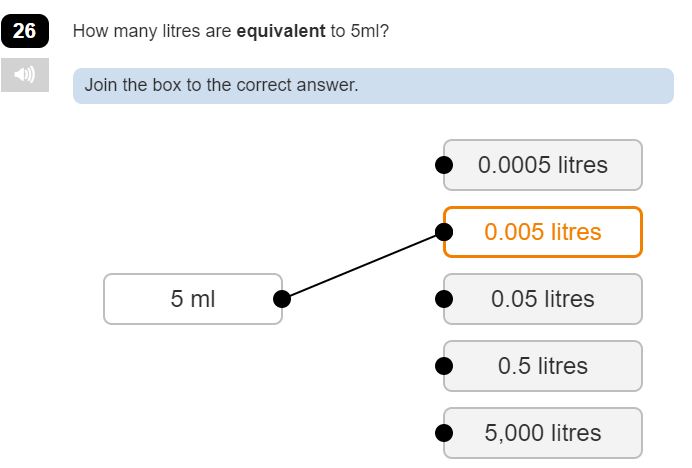 26
How many litres are equivalent to 5ml?
Join the box to the correct answer.
0.0005 litres
0.005 litres
5 ml
0.05 litres
0.5 litres
5,000 litres